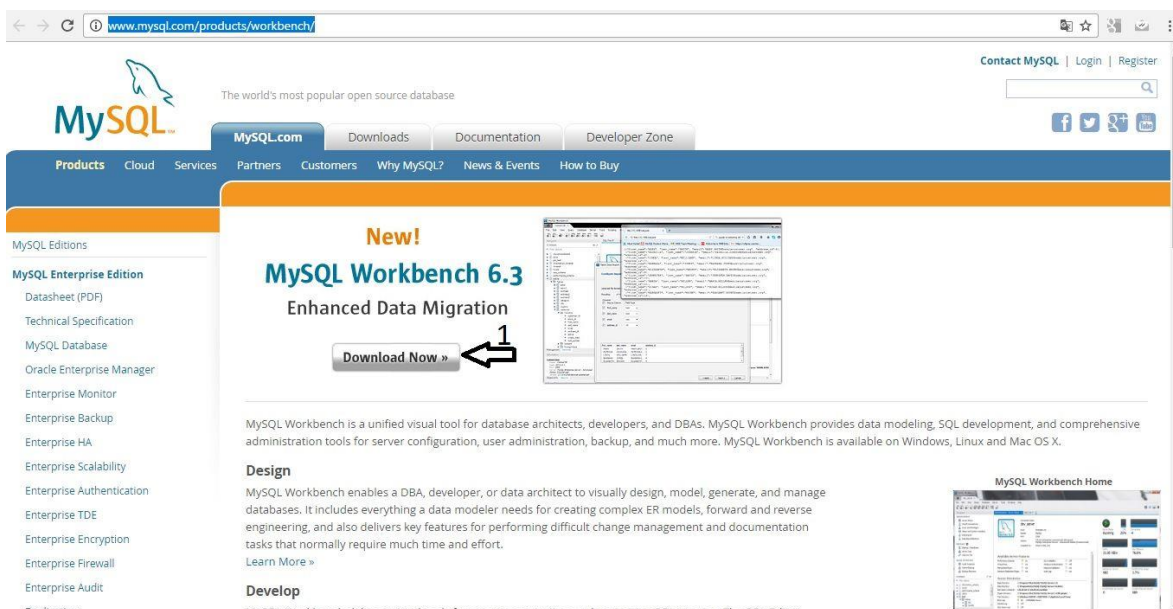 www.mysql.com/products/workbench/
Contact MySQL | Login | Register
MySQL
The world's most popular open source database
MySQL.com
Downloads
Documentation
Developer Zone
Products Cloud Services Partners Customers Why MySQL? News & Events How to Buy
MySQL Editions
MySQL Enterprise Edition
Datasheet (PDF)
Technical Specification
MySQL Database
Oracle Enterprise Manager
Enterprise Monitor
Enterprise Backup
Enterprise HA
Enterprise Scalability
Enterprise Authentication
Enterprise TDE
Enterprise Encryption
Enterprise Firewall
Enterprise Audit
New!
MySQL Workbench 6.3
Enhanced Data Migration
Download Now »
1
MySQL Workbench is a unified visual tool for database architects, developers, and DBAs. MySQL Workbench provides data modeling, SQL development, and comprehensive
administration tools for server configuration, user administration, backup, and much more. MySQL Workbench is available on Windows, Linux and Mac OS X.
Design
MySQL Workbench enables a DBA, developer, or data architect to visually design, model, generate, and manage
databases. It includes everything a data modeler needs for creating complex ER models, forward and reverse
engineering, and also delivers key features for performing difficult change management and documentation
tasks that normally require much time and effort.
Learn More »
Develop
MySQL Workbench Home